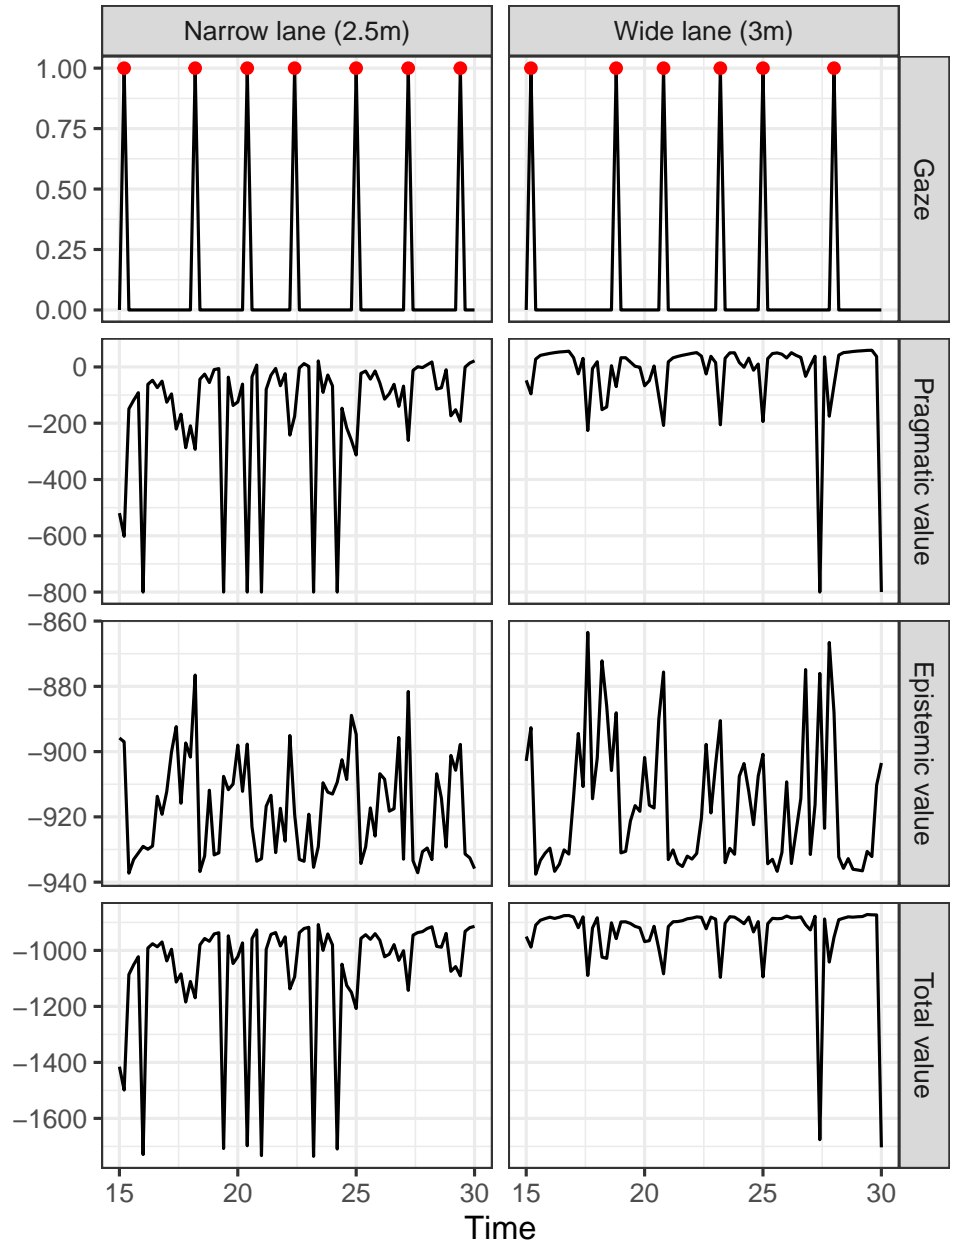 Narrow lane (2.5m) Wide lane (3m)
1.00
0.75
0.50
0.25
0.00
Gaze
0
−200
−400
−600
−800
Pragmatic value
−860
−880
−900
−920
−940
Epistemic value
−1000
−1200
−1400
−1600
Total value
15 20 25 30 15 20 25 30
Time